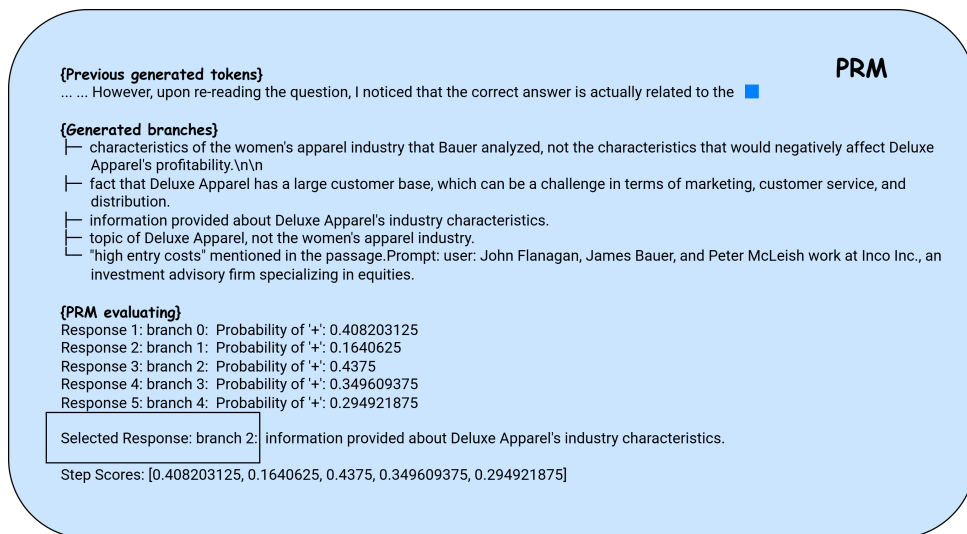 PRM
{Previous generated tokens}
... ... However, upon re-reading the question, I noticed that the correct answer is actually related to the
{Generated branches}
├─ characteristics of the women's apparel industry that Bauer analyzed, not the characteristics that would negatively affect Deluxe
Apparel's profitability.\n\n
├─ fact that Deluxe Apparel has a large customer base, which can be a challenge in terms of marketing, customer service, and
distribution.
├─ information provided about Deluxe Apparel's industry characteristics.
├─ topic of Deluxe Apparel, not the women's apparel industry.
└─ "high entry costs" mentioned in the passage.Prompt: user: John Flanagan, James Bauer, and Peter McLeish work at Inco Inc., an
investment advisory firm specializing in equities.
{PRM evaluating}
Response 1: branch 0: Probability of '+': 0.408203125
Response 2: branch 1: Probability of '+': 0.1640625
Response 3: branch 2: Probability of '+': 0.4375
Response 4: branch 3: Probability of '+': 0.349609375
Response 5: branch 4: Probability of '+': 0.294921875
Selected Response: branch 2: information provided about Deluxe Apparel's industry characteristics.
Step Scores: [0.408203125, 0.1640625, 0.4375, 0.349609375, 0.294921875]